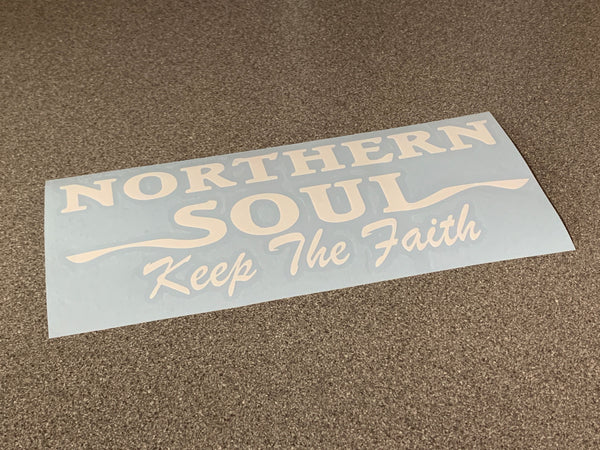 NORTHERN
SOUL
Keep The Faith